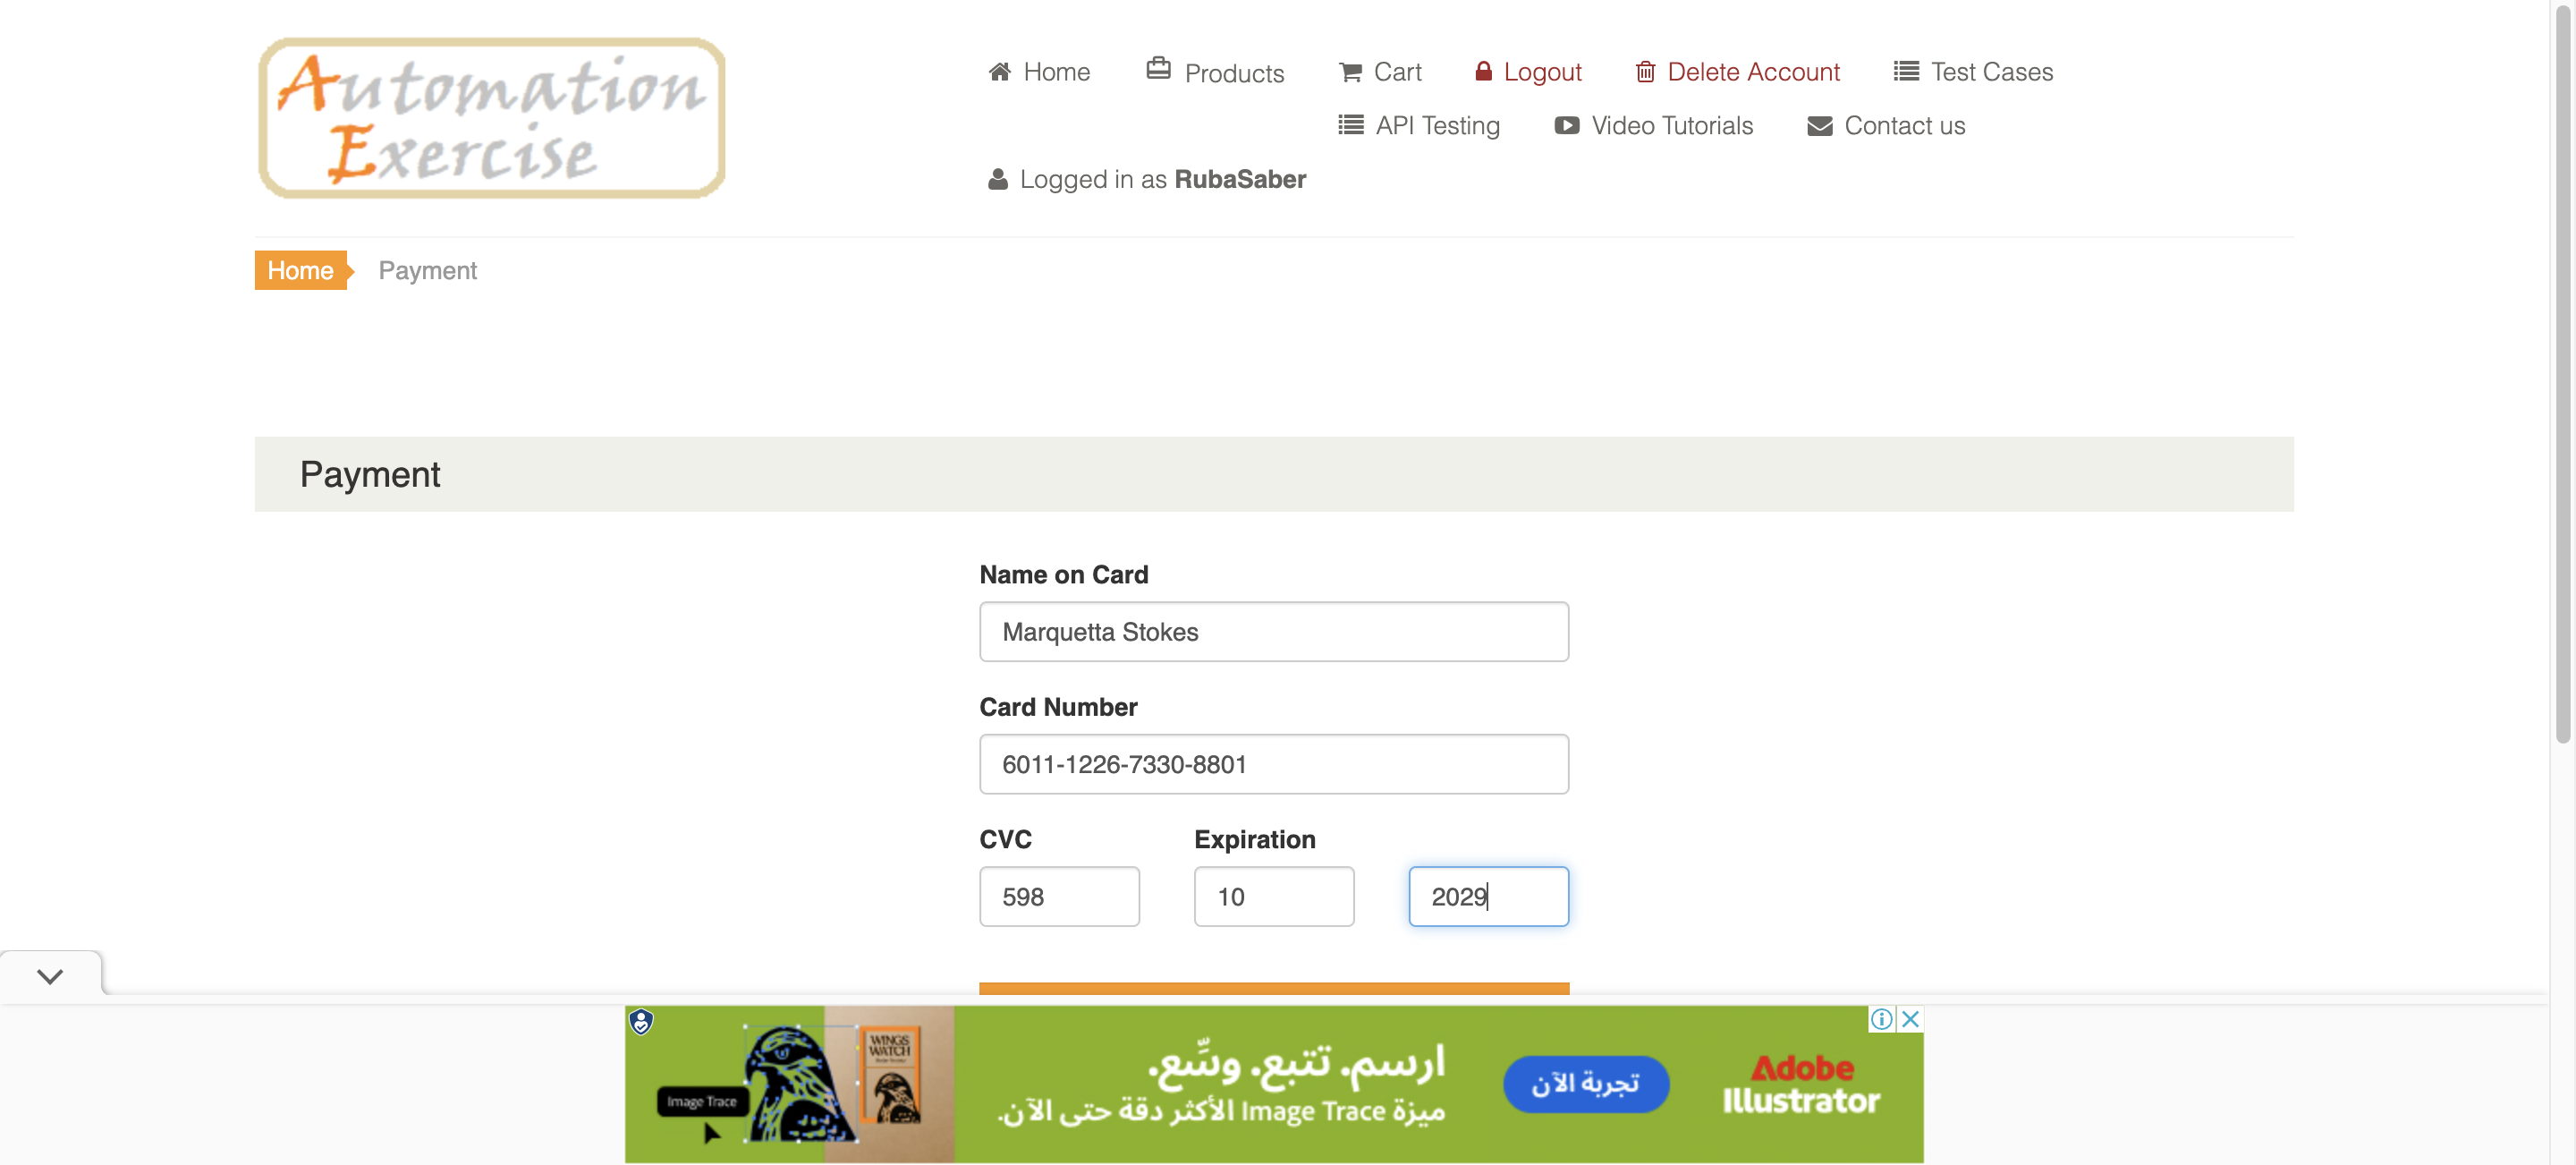 Automation
Exercise
Home
Products
Cart
Logout
Delete Account
Test Cases
API Testing
Video Tutorials
Contact us
Logged in as RubaSaber
Home
Payment
Payment
Name on Card
Marquetta Stokes
Card Number
6011-1226-7330-8801
CVC
Expiration
598
10
2029
WINGS
WATCH
Image Trace
ارسم. تتبع. وسِّع.
ميزة Image Trace الأكثر دقة حتى الآن.
تجربة الآن
Adobe
Illustrator